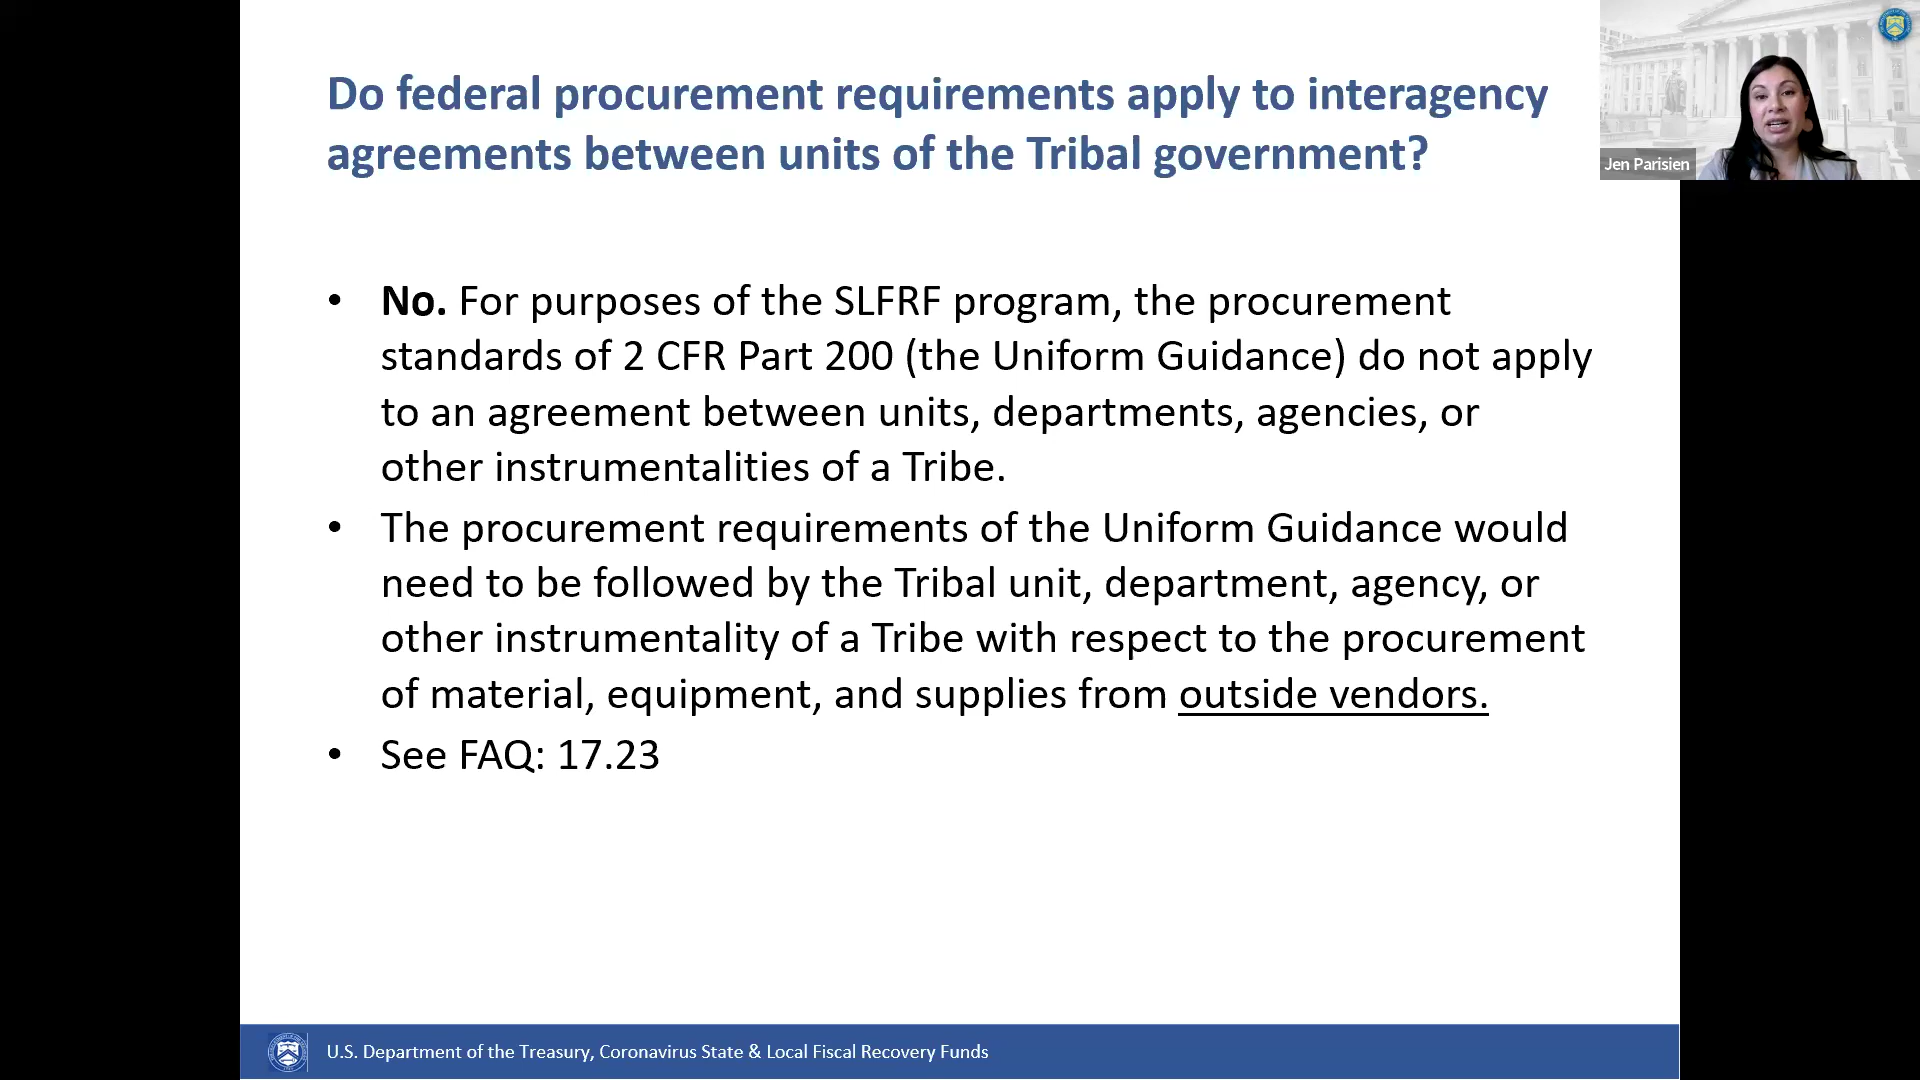 Do federal procurement requirements apply to interagency
agreements between units of the Tribal government?
Jen Parisien
• No. For purposes of the SLFRF program, the procurement
standards of 2 CFR Part 200 (the Uniform Guidance) do not apply
to an agreement between units, departments, agencies, or
other instrumentalities of a Tribe.
• The procurement requirements of the Uniform Guidance would
need to be followed by the Tribal unit, department, agency, or
other instrumentality of a Tribe with respect to the procurement
of material, equipment, and supplies from outside vendors.
• See FAQ: 17.23
U.S. Department of the Treasury, Coronavirus State & Local Fiscal Recovery Funds